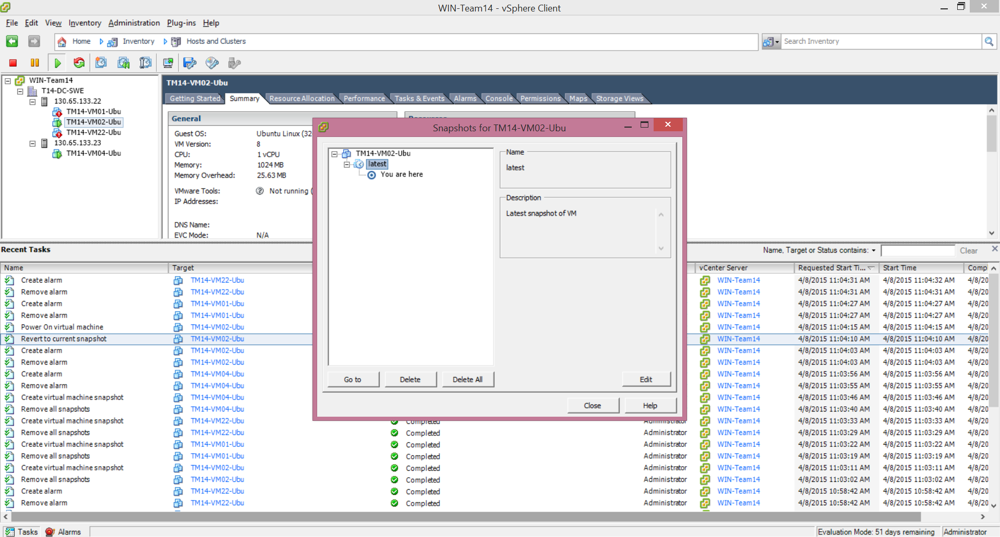 WIN-Team14 - vSphere Client
File Edit View Inventory Administration Plug-ins Help
Home Inventory Hosts and Clusters
Search Inventory
WIN-Team14
T14-DC-SWE
130.65.133.22
TM14-VM01-Ubu
TM14-VM02-Ubu
TM14-VM22-Ubu
130.65.133.23
TM14-VM04-Ubu
TM14-VM02-Ubu
Getting Started Summary Resource Allocation Performance Tasks & Events Alarms Console Permissions Maps Storage Views
General
Guest OS: Ubuntu Linux (32-
VM Version: 8
CPU: 1 vCPU
Memory: 1024 MB
Memory Overhead: 25.63 MB
VMware Tools: Not running (
IP Addresses:
DNS Name:
EVC Mode: N/A
Snapshots for TM14-VM02-Ubu
TM14-VM02-Ubu
latest
You are here
Name
latest
Description
Latest snapshot of VM
Go to Delete Delete All Edit
Close Help
Recent Tasks
Name, Target or Status contains: Clear
Name Target vCenter Server Requested Start Ti... Start Time Comp
Create alarm TM14-VM22-Ubu WIN-Team14 4/8/2015 11:04:31 AM 4/8/2015 11:04:32 AM 4/8/20
Remove alarm TM14-VM22-Ubu WIN-Team14 4/8/2015 11:04:31 AM 4/8/2015 11:04:31 AM 4/8/20
Create alarm TM14-VM01-Ubu WIN-Team14 4/8/2015 11:04:27 AM 4/8/2015 11:04:27 AM 4/8/20
Remove alarm TM14-VM01-Ubu WIN-Team14 4/8/2015 11:04:27 AM 4/8/2015 11:04:27 AM 4/8/20
Power On virtual machine TM14-VM02-Ubu WIN-Team14 4/8/2015 11:04:15 AM 4/8/2015 11:04:15 AM 4/8/20
Revert to current snapshot TM14-VM02-Ubu WIN-Team14 4/8/2015 11:04:10 AM 4/8/2015 11:04:10 AM 4/8/20
Create alarm TM14-VM02-Ubu WIN-Team14 4/8/2015 11:04:03 AM 4/8/2015 11:04:03 AM 4/8/20
Remove alarm TM14-VM02-Ubu WIN-Team14 4/8/2015 11:04:03 AM 4/8/2015 11:04:03 AM 4/8/20
Create alarm TM14-VM04-Ubu WIN-Team14 4/8/2015 11:03:56 AM 4/8/2015 11:03:56 AM 4/8/20
Remove alarm TM14-VM04-Ubu WIN-Team14 4/8/2015 11:03:55 AM 4/8/2015 11:03:55 AM 4/8/20
Create virtual machine snapshot TM14-VM04-Ubu WIN-Team14 4/8/2015 11:03:46 AM 4/8/2015 11:03:46 AM 4/8/20
Remove all snapshots TM14-VM04-Ubu WIN-Team14 4/8/2015 11:03:40 AM 4/8/2015 11:03:40 AM 4/8/20
Create virtual machine snapshot TM14-VM22-Ubu Completed Administrator WIN-Team14 4/8/2015 11:03:33 AM 4/8/2015 11:03:33 AM 4/8/20
Remove all snapshots TM14-VM22-Ubu Completed Administrator WIN-Team14 4/8/2015 11:03:29 AM 4/8/2015 11:03:29 AM 4/8/20
Create virtual machine snapshot TM14-VM01-Ubu Completed Administrator WIN-Team14 4/8/2015 11:03:22 AM 4/8/2015 11:03:22 AM 4/8/20
Remove all snapshots TM14-VM01-Ubu Completed Administrator WIN-Team14 4/8/2015 11:03:19 AM 4/8/2015 11:03:19 AM 4/8/20
Create virtual machine snapshot TM14-VM02-Ubu Completed Administrator WIN-Team14 4/8/2015 11:03:11 AM 4/8/2015 11:03:11 AM 4/8/20
Remove all snapshots TM14-VM02-Ubu Completed Administrator WIN-Team14 4/8/2015 11:03:02 AM 4/8/2015 11:03:02 AM 4/8/20
Create alarm TM14-VM22-Ubu Completed Administrator WIN-Team14 4/8/2015 10:58:42 AM 4/8/2015 10:58:42 AM 4/8/20
Remove alarm TM14-VM22-Ubu Completed Administrator WIN-Team14 4/8/2015 10:58:42 AM 4/8/2015 10:58:42 AM 4/8/20
Tasks Alarms Evaluation Mode: 51 days remaining Administrator